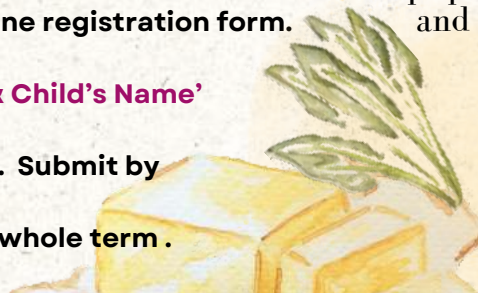 ne registration form.
and
Child's Name'
. Submit by
whole term .